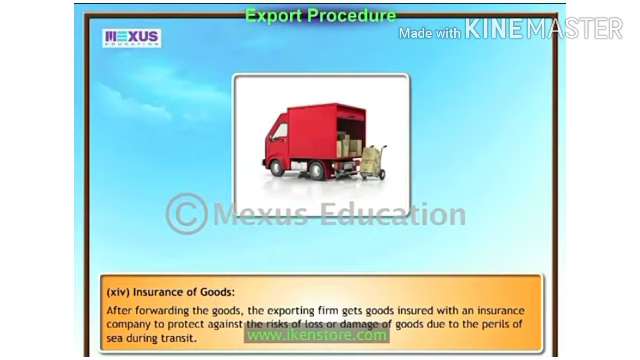 Export Procedure
Made with KINEMASTER
MEXUS
EDUCATION
© Mexus Education
(xiv) Insurance of Goods:
After forwarding the goods, the exporting firm gets goods insured with an insurance
company to protect against the risks of loss or damage of goods due to the perils of
sea during transit.
www.ikenstore.com